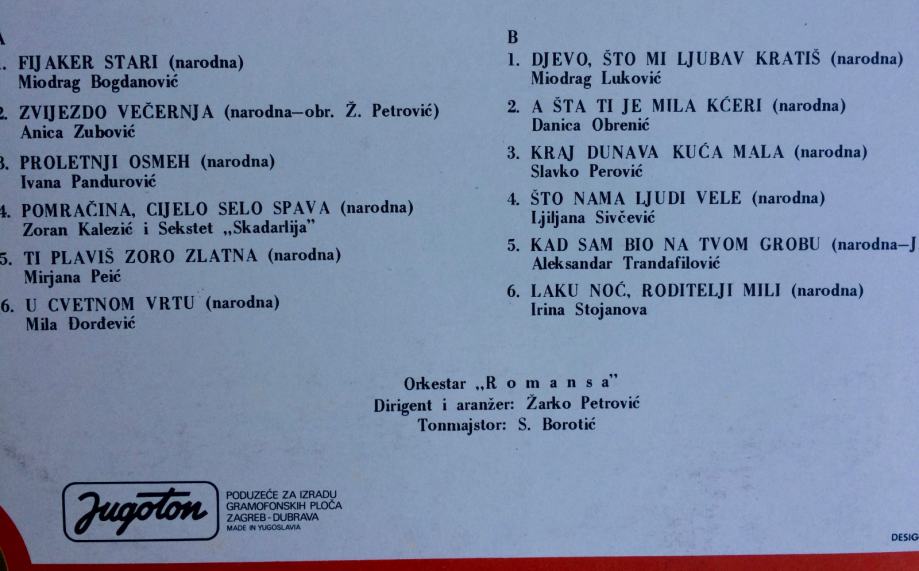 A
1. FIJAKER STARI (narodna)
Miodrag Bogdanović
2. ZVIJEZDO VEČERNJA (narodna—obr. Ž. Petrović)
Anica Zubović
3. PROLETNJI OSMEH (narodna)
Ivana Pandurović
4. POMRAČINA, CIJELO SELO SPAVA (narodna)
Zoran Kalezić i Sekstet „Skadarlija”
5. TI PLAVIŠ ZORO ZLATNA (narodna)
Mirjana Peić
6. U CVETNOM VRTU (narodna)
Mila Đorđević
B
1. DJEVO, ŠTO MI LJUBAV KRATIŠ (narodna)
Miodrag Luković
2. A ŠTA TI JE MILA KĆERI (narodna)
Danica Obrenić
3. KRAJ DUNAVA KUĆA MALA (narodna)
Slavko Perović
4. ŠTO NAMA LJUDI VELE (narodna)
Ljiljana Sivčević
5. KAD SAM BIO NA TVOM GROBU (narodna—J
Aleksandar Trandafilović
6. LAKU NOĆ, RODITELJI MILI (narodna)
Irina Stojanova
Orkestar „R o m a n s a”
Dirigent i aranžer: Žarko Petrović
Tonmajstor: S. Borotić
Jugoton
PODUZEĆE ZA IZRADU
GRAMOFONSKIH PLOČA
ZAGREB-DUBRAVA
MADE IN YUGOSLAVIA
DESIG